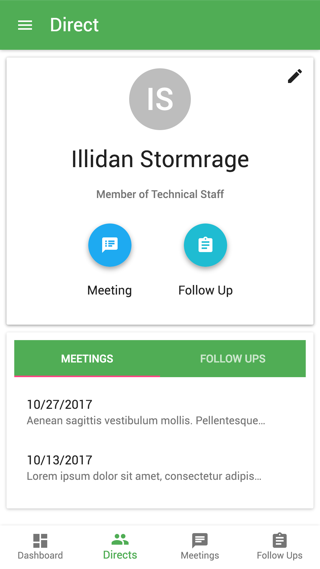 Direct
IS
Illidan Stormrage
Member of Technical Staff
Meeting Follow Up
MEETINGS FOLLOW UPS
10/27/2017
Aenean sagittis vestibulum mollis. Pellentesque…
10/13/2017
Lorem ipsum dolor sit amet, consectetur adipis…
Dashboard Directs Meetings Follow Ups